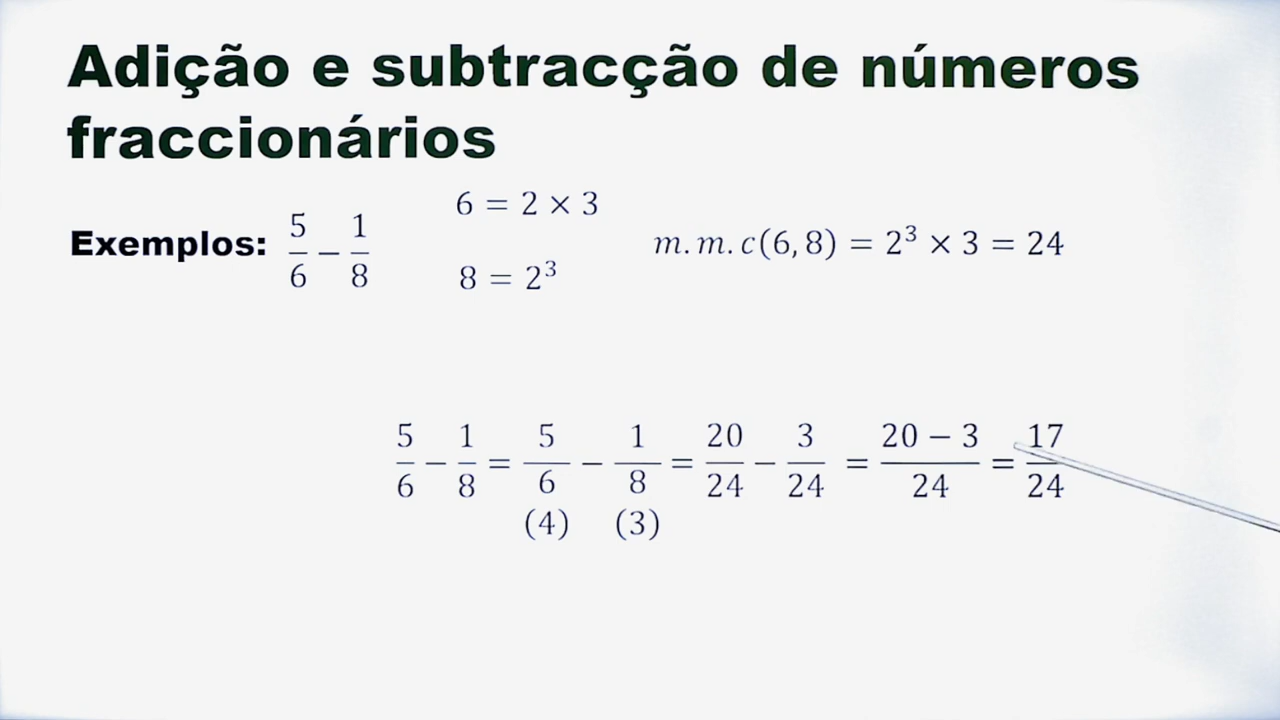 Adição e subtracção de números
fraccionários
Exemplos: 5/6 − 1/8
6 = 2 × 3
8 = 2³
m.m.c(6,8) = 2³ × 3 = 24
5/6 − 1/8 = 5/6 − 1/8 = 20/24 − 3/24 = (20 − 3)/24 = 17/24
(4) (3)